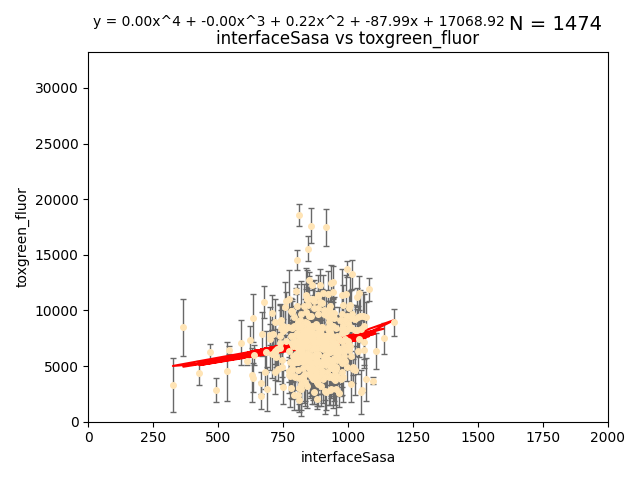 y = 0.00x^4 + -0.00x^3 + 0.22x^2 + -87.99x + 17068.92 N = 1474
interfaceSasa vs toxgreen_fluor
toxgreen_fluor
30000
25000
20000
15000
10000
5000
0
0 250 500 750 1000 1250 1500 1750 2000
interfaceSasa